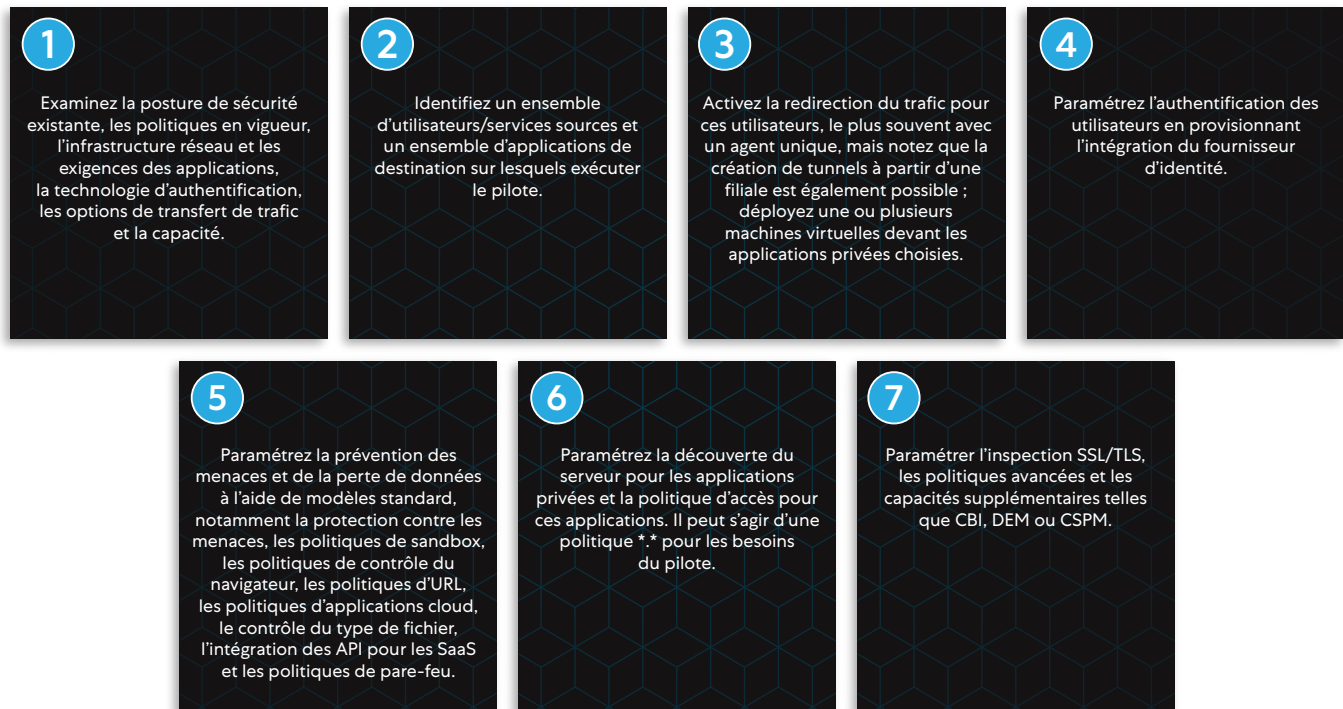 1
Examinez la posture de sécurité
existante, les politiques en vigueur,
l'infrastructure réseau et les
exigences des applications,
la technologie d'authentification,
les options de transfert de trafic
et la capacité.
2
Identifiez un ensemble
d'utilisateurs/services sources et
un ensemble d'applications de
destination sur lesquels exécuter
le pilote.
3
Activez la redirection du trafic pour
ces utilisateurs, le plus souvent avec
un agent unique, mais notez que la
création de tunnels à partir d'une
filiale est également possible ;
déployez une ou plusieurs
machines virtuelles devant les
applications privées choisies.
4
Paramétrez l'authentification des
utilisateurs en provisionnant
l'intégration du fournisseur
d'identité.
5
Paramétrez la prévention des
menaces et de la perte de données
à l'aide de modèles standard,
notamment la protection contre les
menaces, les politiques de sandbox,
les politiques de contrôle du
navigateur, les politiques d'URL,
les politiques d'applications cloud,
le contrôle du type de fichier,
l'intégration des API pour les SaaS
et les politiques de pare-feu.
6
Paramétrez la découverte du
serveur pour les applications
privées et la politique d'accès pour
ces applications. Il peut s'agir d'une
politique *.* pour les besoins
du pilote.
7
Paramétrer l'inspection SSL/TLS,
les politiques avancées et les
capacités supplémentaires telles
que CBI, DEM ou CSPM.